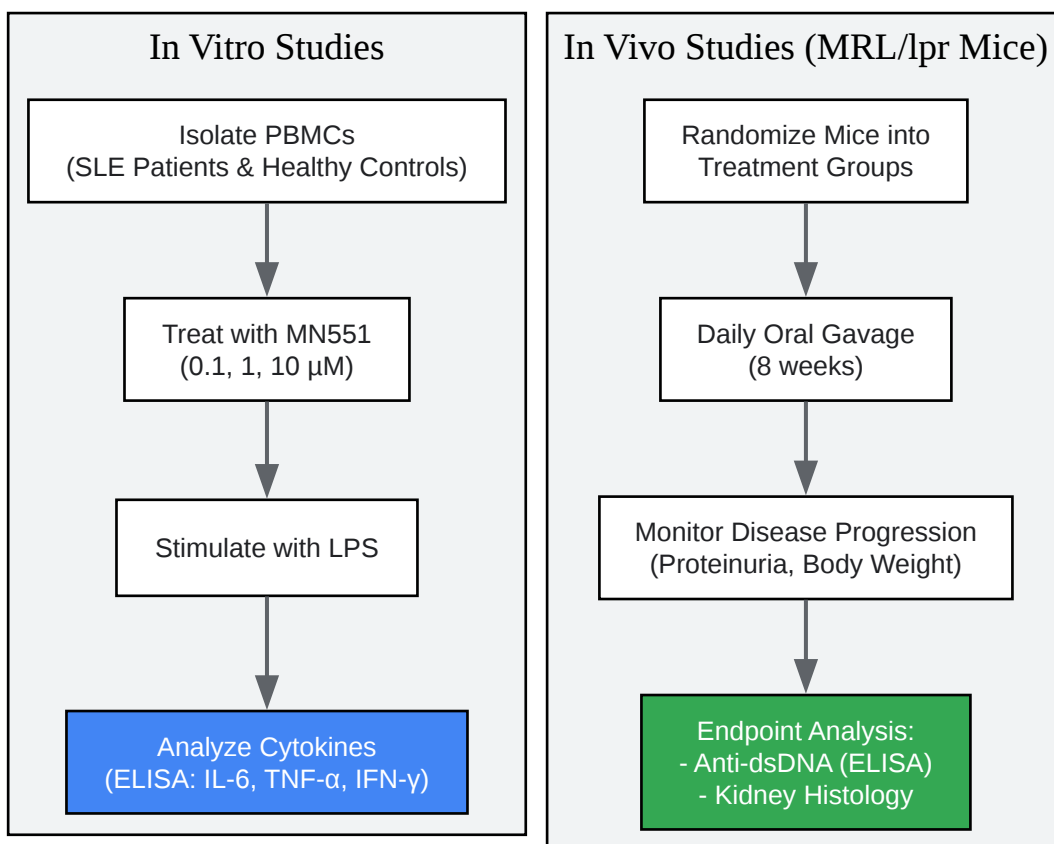 In Vitro Studies
Isolate PBMCs
(SLE Patients & Healthy Controls)
Treat with MN551
(0.1, 1, 10 µM)
Stimulate with LPS
Analyze Cytokines
(ELISA: IL-6, TNF-α, IFN-γ)
In Vivo Studies (MRL/lpr Mice)
Randomize Mice into
Treatment Groups
Daily Oral Gavage
(8 weeks)
Monitor Disease Progression
(Proteinuria, Body Weight)
Endpoint Analysis:
- Anti-dsDNA (ELISA)
- Kidney Histology